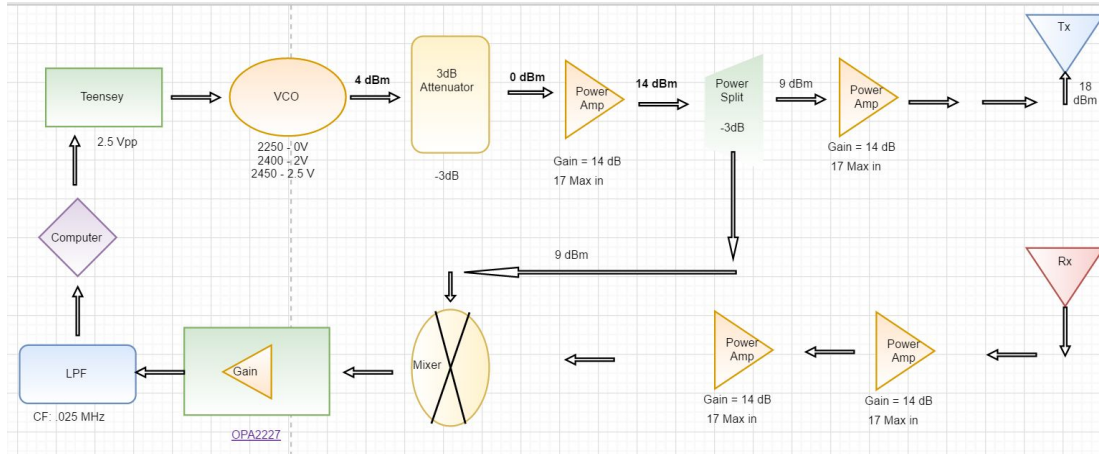 Teensey
2.5 Vpp
VCO
2250 - 0V
2400 - 2V
2450 - 2.5 V
4 dBm
3dB
Attenuator
-3dB
0 dBm
Power
Amp
Gain = 14 dB
17 Max in
14 dBm
Power
Split
-3dB
9 dBm
Power
Amp
Gain = 14 dB
17 Max in
Tx
18
dBm
Computer
9 dBm
Rx
LPF
CF: .025 MHz
Gain
OPA2227
Mixer
Power
Amp
Gain = 14 dB
17 Max in
Power
Amp
Gain = 14 dB
17 Max in